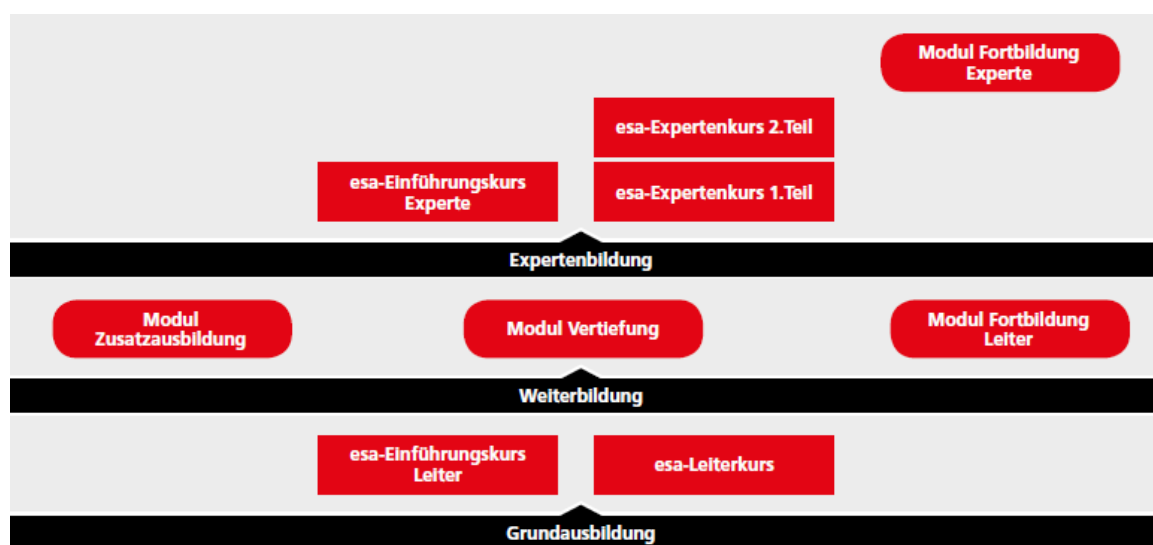 Modul Fortbildung
Experte
esa-Expertenkurs 2.Teil
esa-Einführungskurs
Experte
esa-Expertenkurs 1.Teil
Expertenbildung
Modul
Zusatzausbildung
Modul Vertiefung
Modul Fortbildung
Leiter
Weiterbildung
esa-Einführungskurs
Leiter
esa-Leiterkurs
Grundausbildung